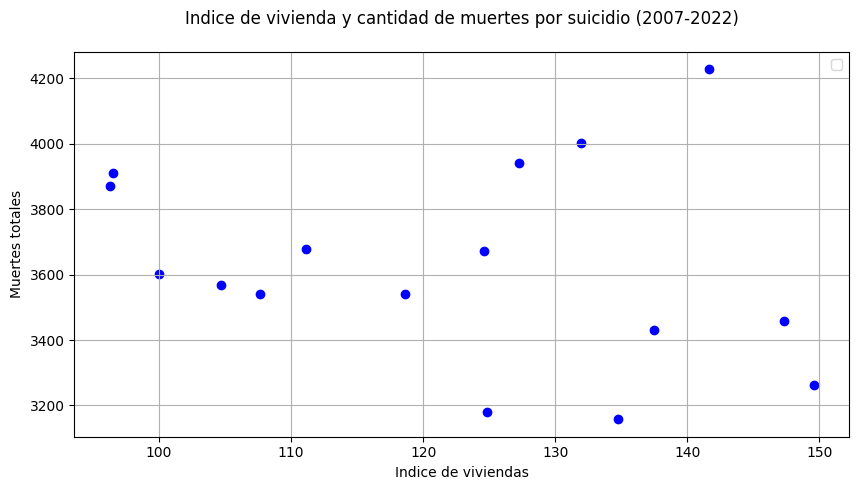 Indice de vivienda y cantidad de muertes por suicidio (2007-2022)
4200
4000
3800
3600
3400
3200
Muertes totales
100 110 120 130 140 150
Indice de viviendas